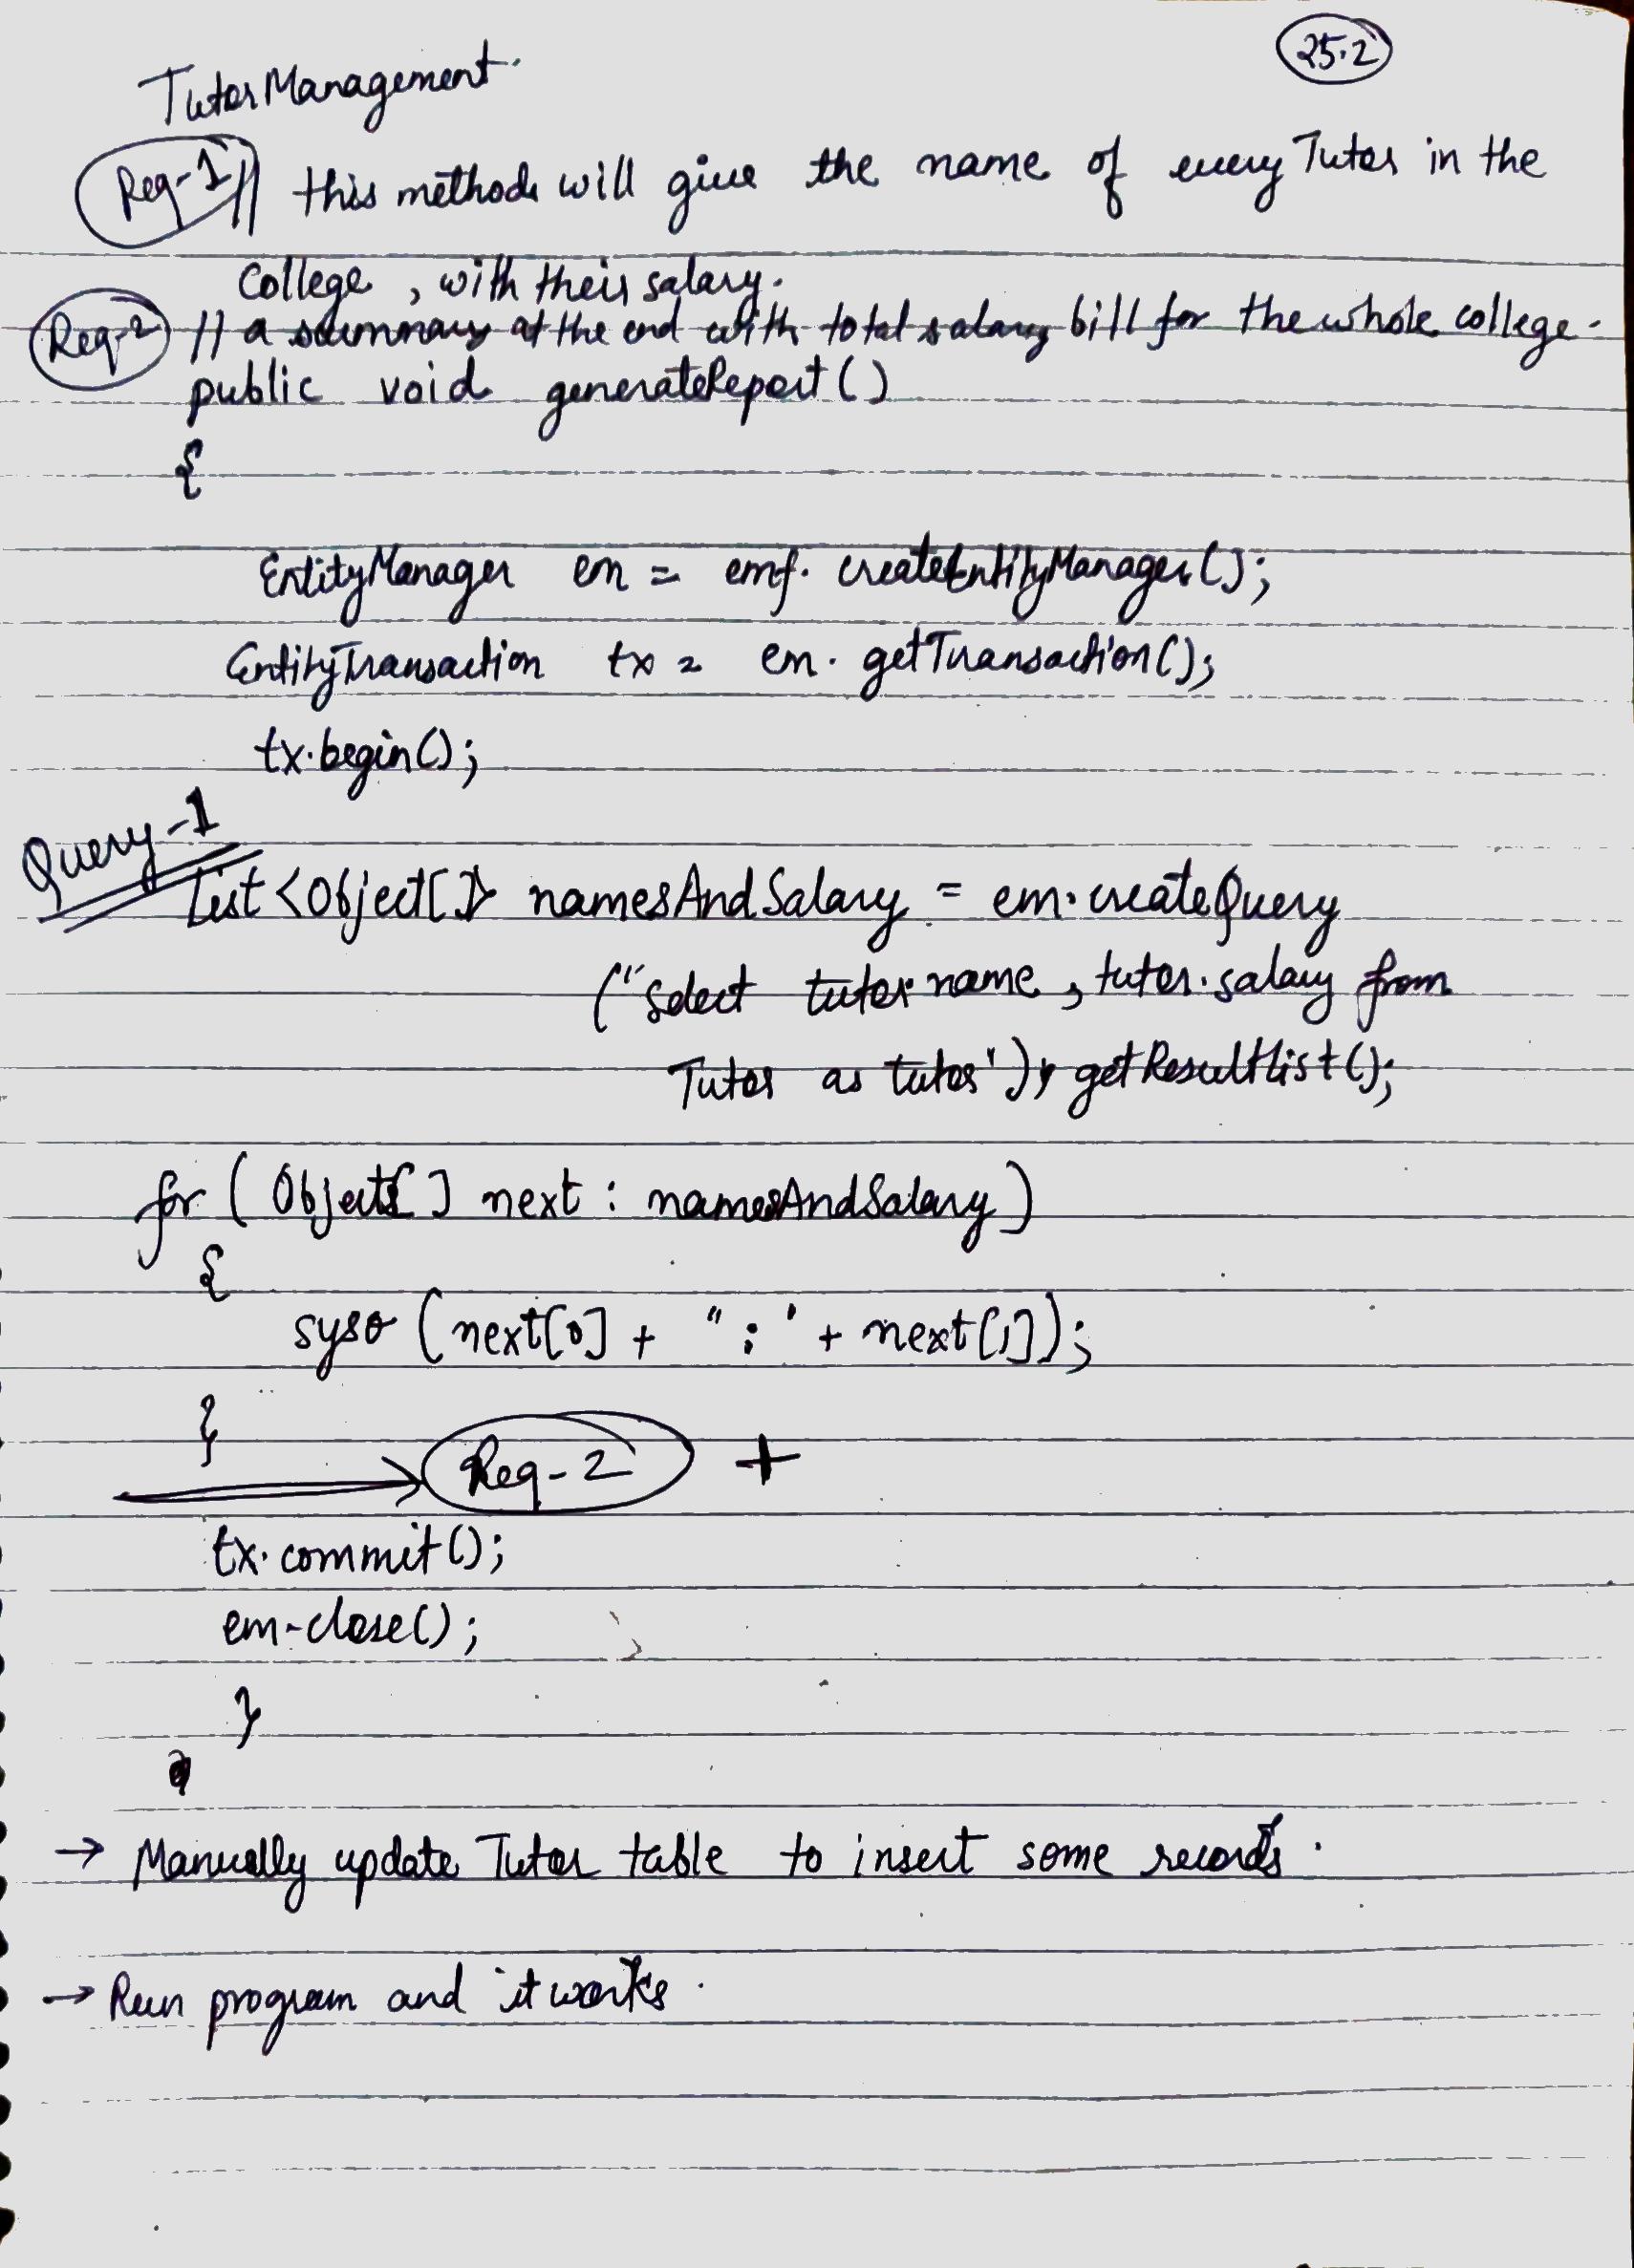 25.2
TutorManagement.
Req-1 // this method will give the name of every Tutor in the
College, with their salary.
Req-2 // a summary at the end with total salary bill for the whole college.
public void generateReport()
{
EntityManager em = emf. createEntityManager();
EntityTransaction tx = em. getTransaction();
tx.begin();
Query-1
List <Object[]> namesAndSalary = em.createQuery
("Select tutor.name, tutor.salary from
Tutor as tutor"). getResultList();
for (Object[] next : namesAndSalary)
{
syso (next[0] + " ; " + next[1]);
}
Req-2 +
tx.commit();
em.close();
}
→ Manually update Tutor table to insert some records.
→ Run program and it works.